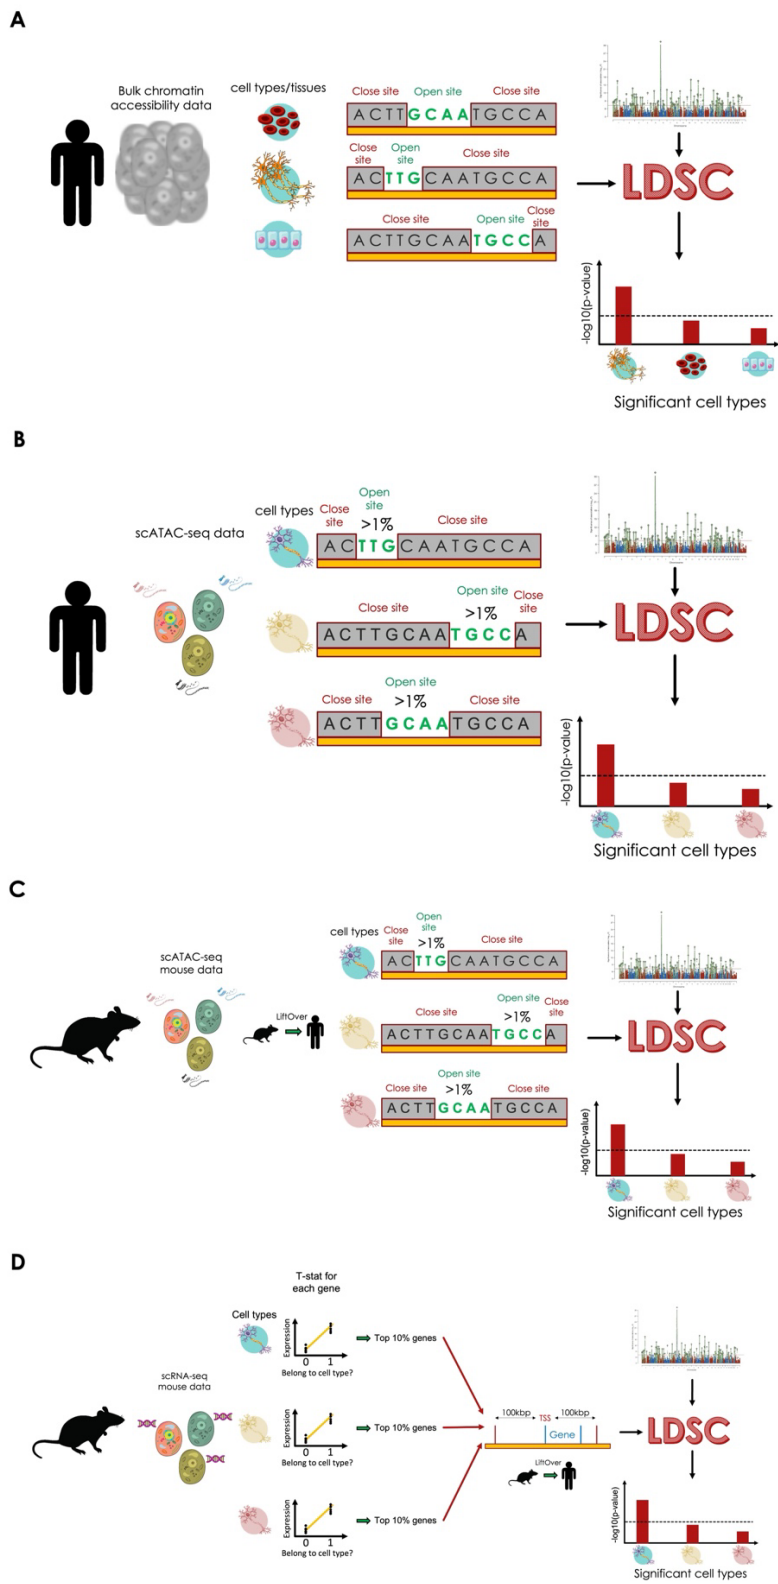 A
Bulk chromatin
accessibility data
cell types/tissues
Close site
Open site
Close site
ACTTGCAATGCCA
Close
site
Open
site
Close site
ACTTGCAATGCCA
Close site
Open site
Close
site
ACTTGCAATGCCA
LDSC
-log10(p-value)
Significant cell types
B
scATAC-seq data
cell types
Close
site
Open
site
>1%
Close site
ACTTGCAATGCCA
Close site
Open site
>1%
Close
site
ACTTGCAATGCCA
Close site
Open site
>1%
Close site
ACTTGCAATGCCA
LDSC
-log10(p-value)
Significant cell types
C
scATAC-seq
mouse data
LiftOver
cell types
Close
site
Open
site
>1%
Close site
ACTTGCAATGCCA
Close site
Open site
>1%
Close
site
ACTTGCAATGCCA
Close site
Open site
>1%
Close site
ACTTGCAATGCCA
LDSC
-log10(p-value)
Significant cell types
D
scRNA-seq
mouse data
T-stat for
each gene
Cell types
Expression
0 1
Belong to cell type?
Top 10% genes
Expression
0 1
Belong to cell type?
Top 10% genes
Expression
0 1
Belong to cell type?
Top 10% genes
100kbp
TSS
100kbp
Gene
LiftOver
LDSC
-log10(p-value)
Significant cell types